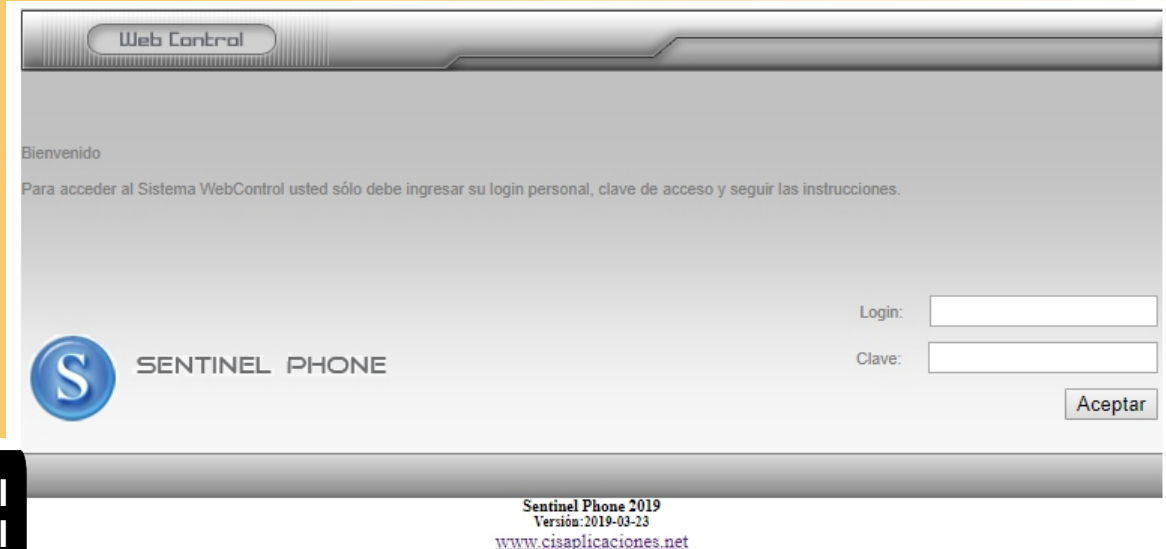 Web Control
Bienvenido
Para acceder al Sistema WebControl usted sólo debe ingresar su login personal, clave de acceso y seguir las instrucciones.
Login:
Clave:
S
SENTINEL PHONE
Aceptar
Sentinel Phone 2019
Versión:2019-03-23
www.cisaplicaciones.net